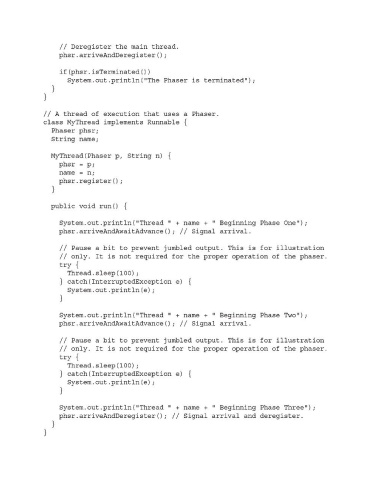 // Deregister the main thread.
phsr.arriveAndDeregister();
if(phsr.isTerminated())
System.out.println("The Phaser is terminated");
}
}
// A thread of execution that uses a Phaser.
class MyThread implements Runnable {
Phaser phsr;
String name;
MyThread(Phaser p, String n) {
phsr = p;
name = n;
phsr.register();
}
public void run() {
System.out.println("Thread " + name + " Beginning Phase One");
phsr.arriveAndAwaitAdvance(); // Signal arrival.
// Pause a bit to prevent jumbled output. This is for illustration
// only. It is not required for the proper operation of the phaser.
try {
Thread.sleep(100);
} catch(InterruptedException e) {
System.out.println(e);
}
System.out.println("Thread " + name + " Beginning Phase Two");
phsr.arriveAndAwaitAdvance(); // Signal arrival.
// Pause a bit to prevent jumbled output. This is for illustration
// only. It is not required for the proper operation of the phaser.
try {
Thread.sleep(100);
} catch(InterruptedException e) {
System.out.println(e);
}
System.out.println("Thread " + name + " Beginning Phase Three");
phsr.arriveAndDeregister(); // Signal arrival and deregister.
}
}